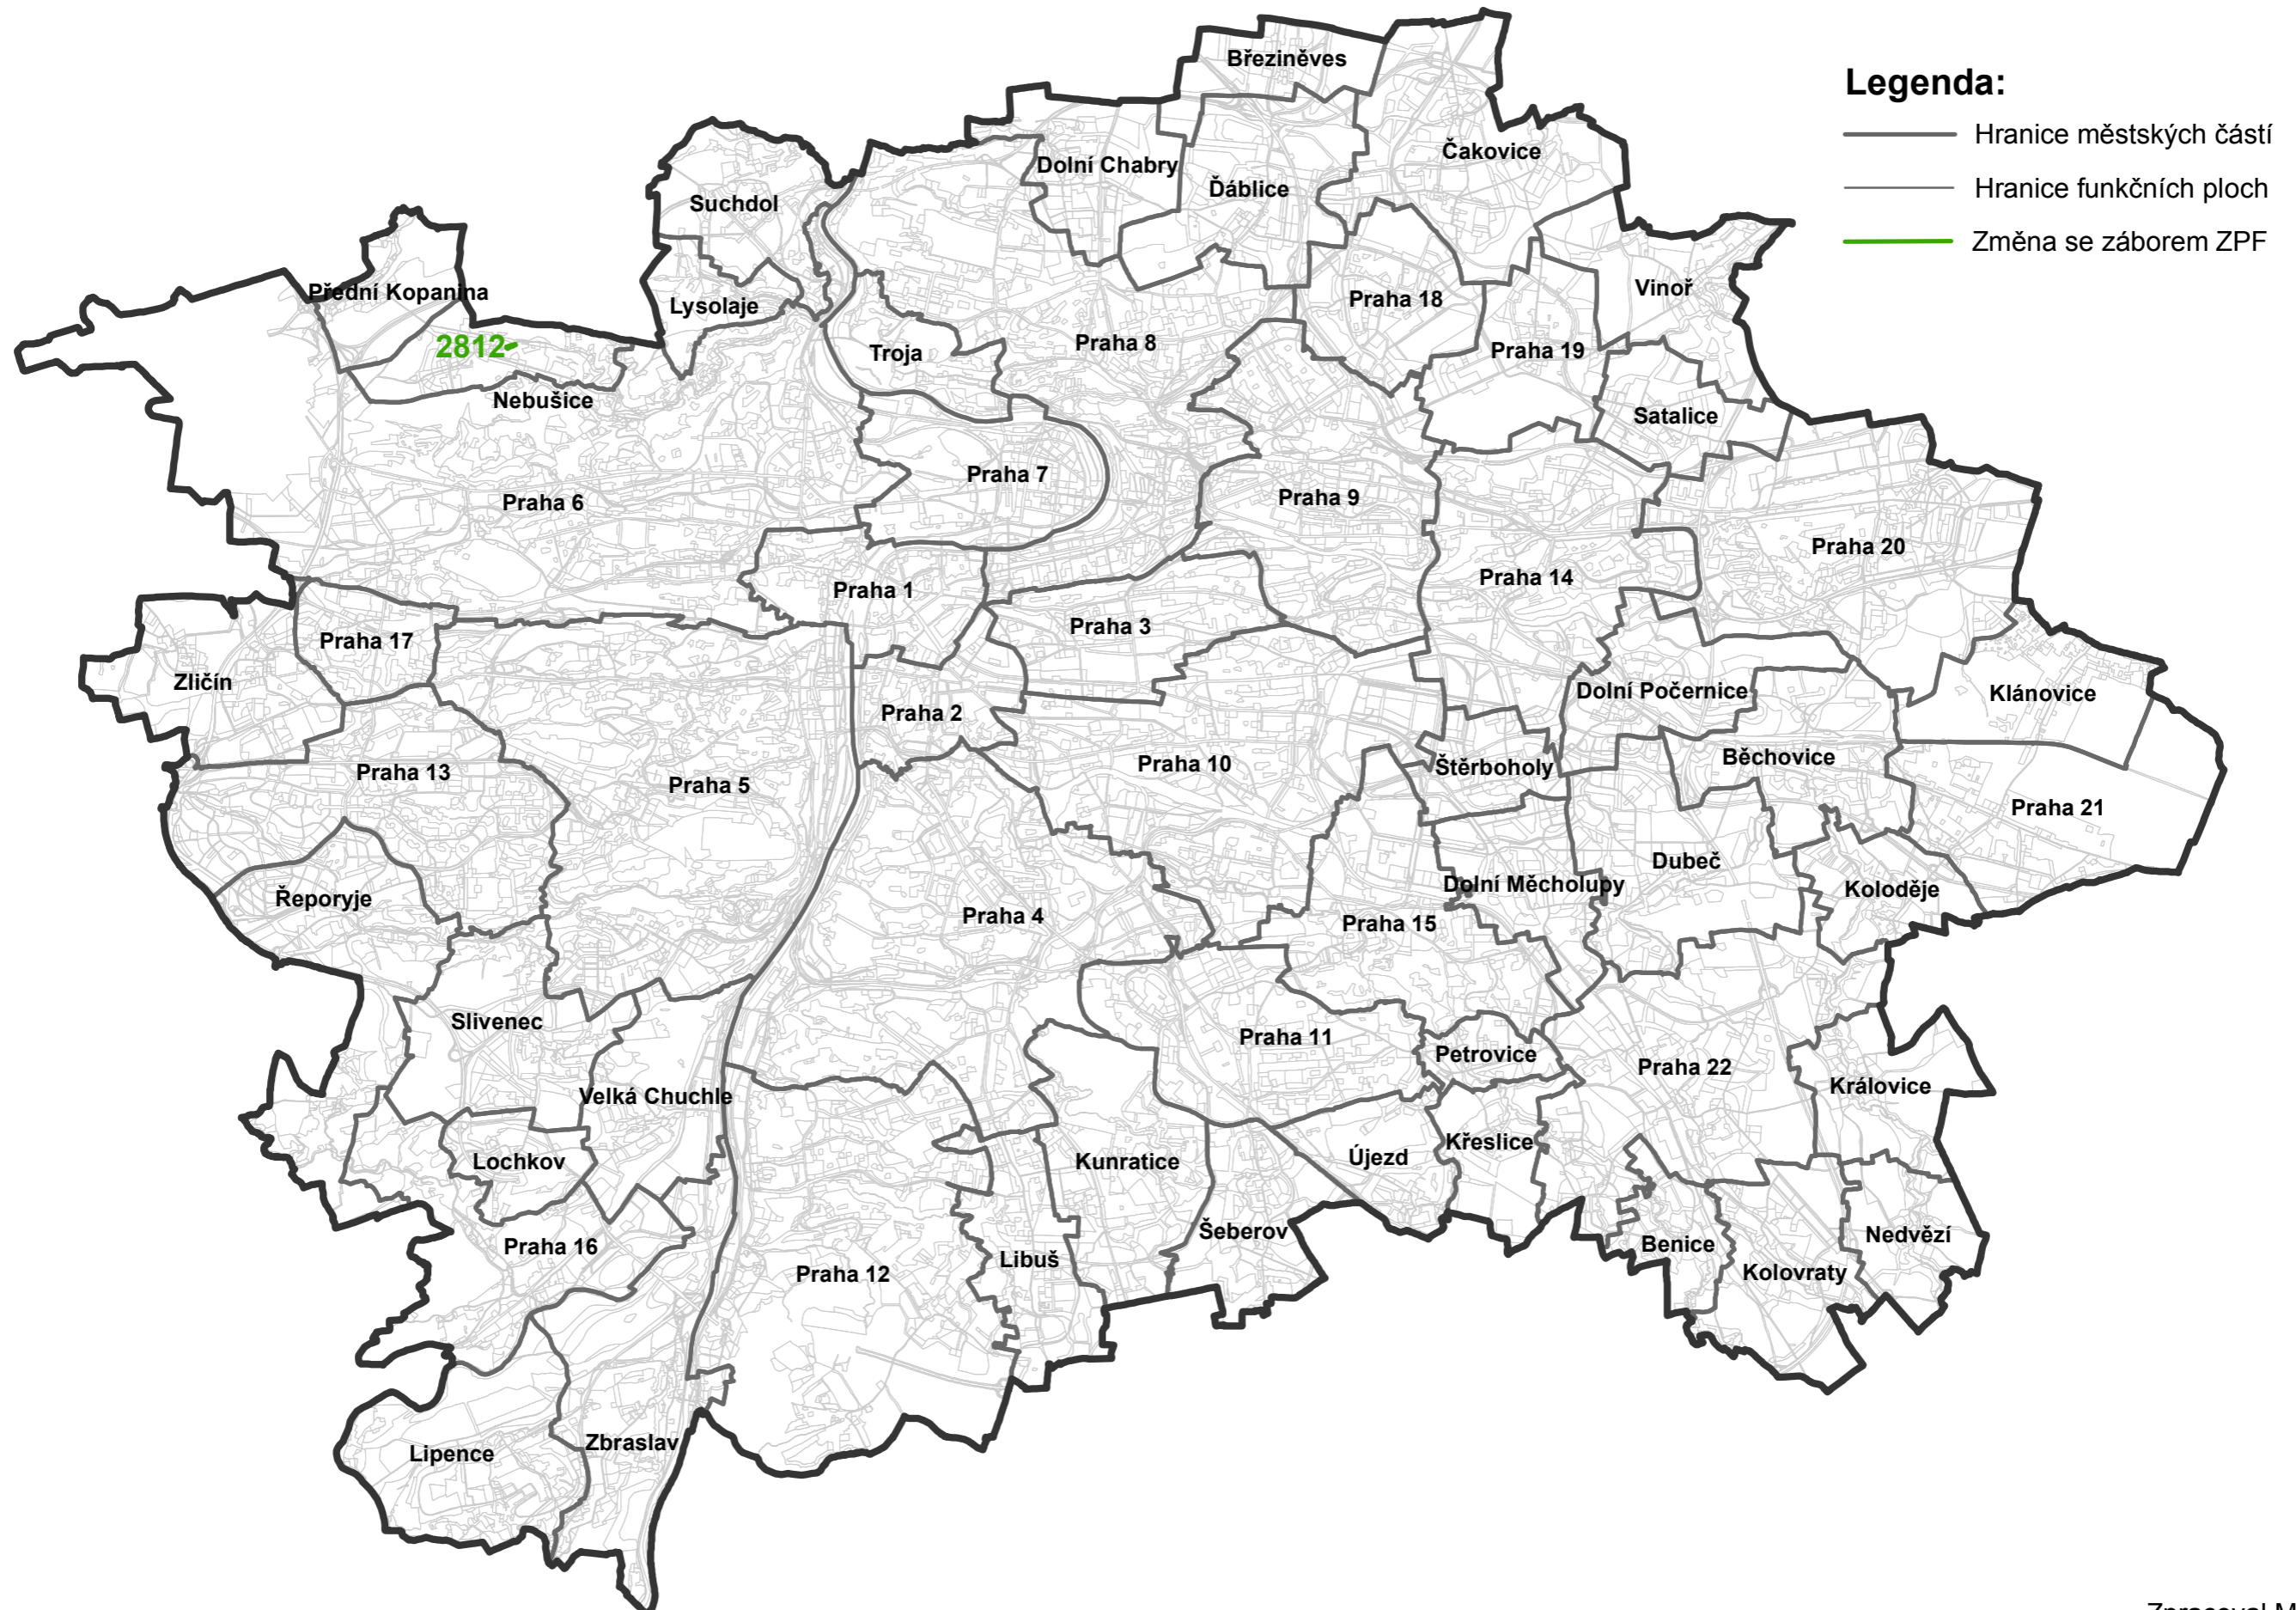 Legenda:
Hranice městských částí
Hranice funkčních ploch
Změna se záborem ZPF
Březiněves
Čakovice
Dolní Chabry
Ďáblice
Suchdol
Přední Kopanina
Lysolaje
Vinoř
Praha 18
2812
Troja
Praha 8
Praha 19
Nebušice
Satalice
Praha 7
Praha 9
Praha 6
Praha 20
Praha 14
Praha 1
Praha 3
Praha 17
Zličín
Dolní Počernice
Klánovice
Praha 2
Běchovice
Praha 10
Štěrboholy
Praha 13
Praha 5
Praha 21
Dubeč
Dolní Měcholupy
Koloděje
Řeporyje
Praha 4
Praha 15
Slivenec
Praha 11
Petrovice
Praha 22
Královice
Velká Chuchle
Křeslice
Újezd
Lochkov
Kunratice
Šeberov
Nedvězí
Benice
Praha 16
Libuš
Praha 12
Kolovraty
Zbraslav
Lipence
Zpracoval M